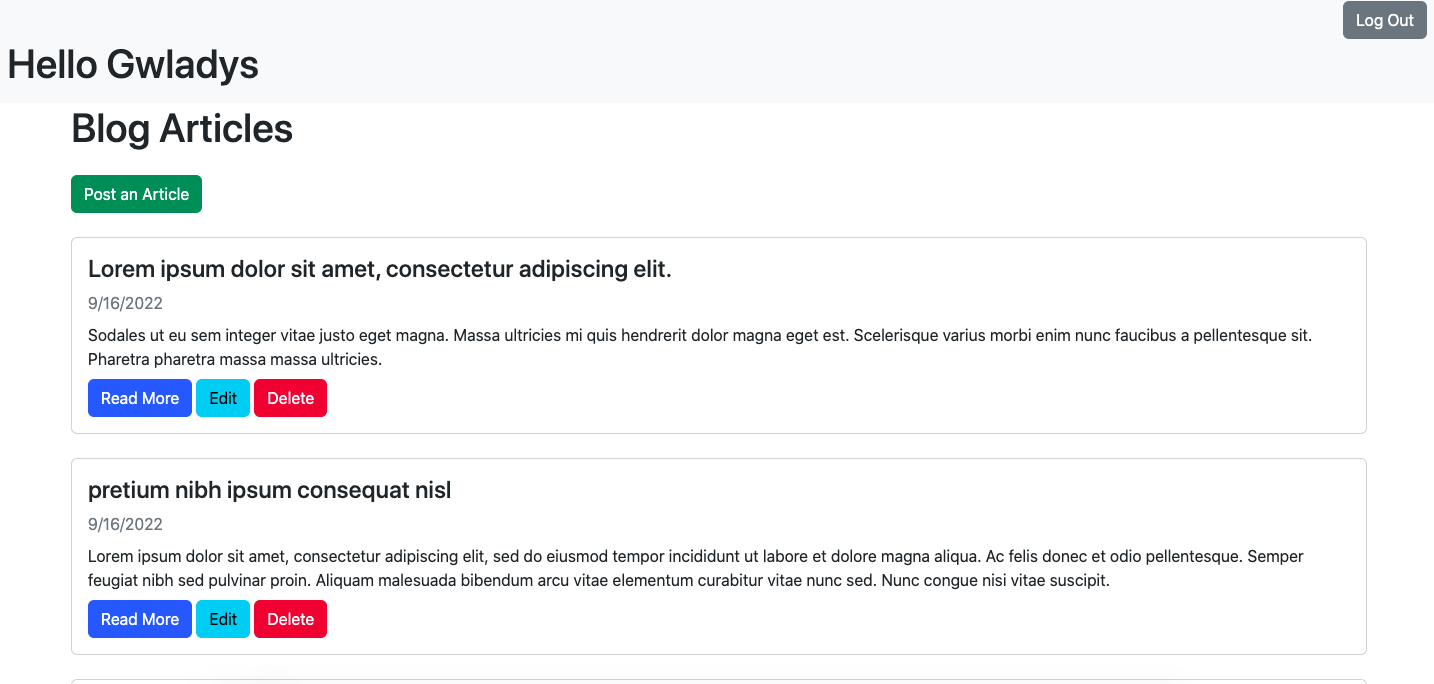 Log Out
Hello Gwladys
Blog Articles
Post an Article
Lorem ipsum dolor sit amet, consectetur adipiscing elit.
9/16/2022
Sodales ut eu sem integer vitae justo eget magna. Massa ultricies mi quis hendrerit dolor magna eget est. Scelerisque varius morbi enim nunc faucibus a pellentesque sit.
Pharetra pharetra massa massa ultricies.
Read More Edit Delete
pretium nibh ipsum consequat nisl
9/16/2022
Lorem ipsum dolor sit amet, consectetur adipiscing elit, sed do eiusmod tempor incididunt ut labore et dolore magna aliqua. Ac felis donec et odio pellentesque. Semper
feugiat nibh sed pulvinar proin. Aliquam malesuada bibendum arcu vitae elementum curabitur vitae nunc sed. Nunc congue nisi vitae suscipit.
Read More Edit Delete